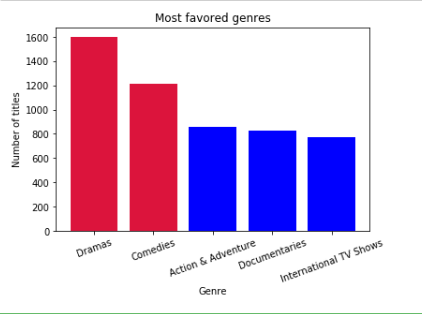 Most favored genres
1600
1400
1200
1000
800
600
400
200
0
Number of titles
Dramas
Comedies
Action & Adventure
Documentaries
International TV Shows
Genre